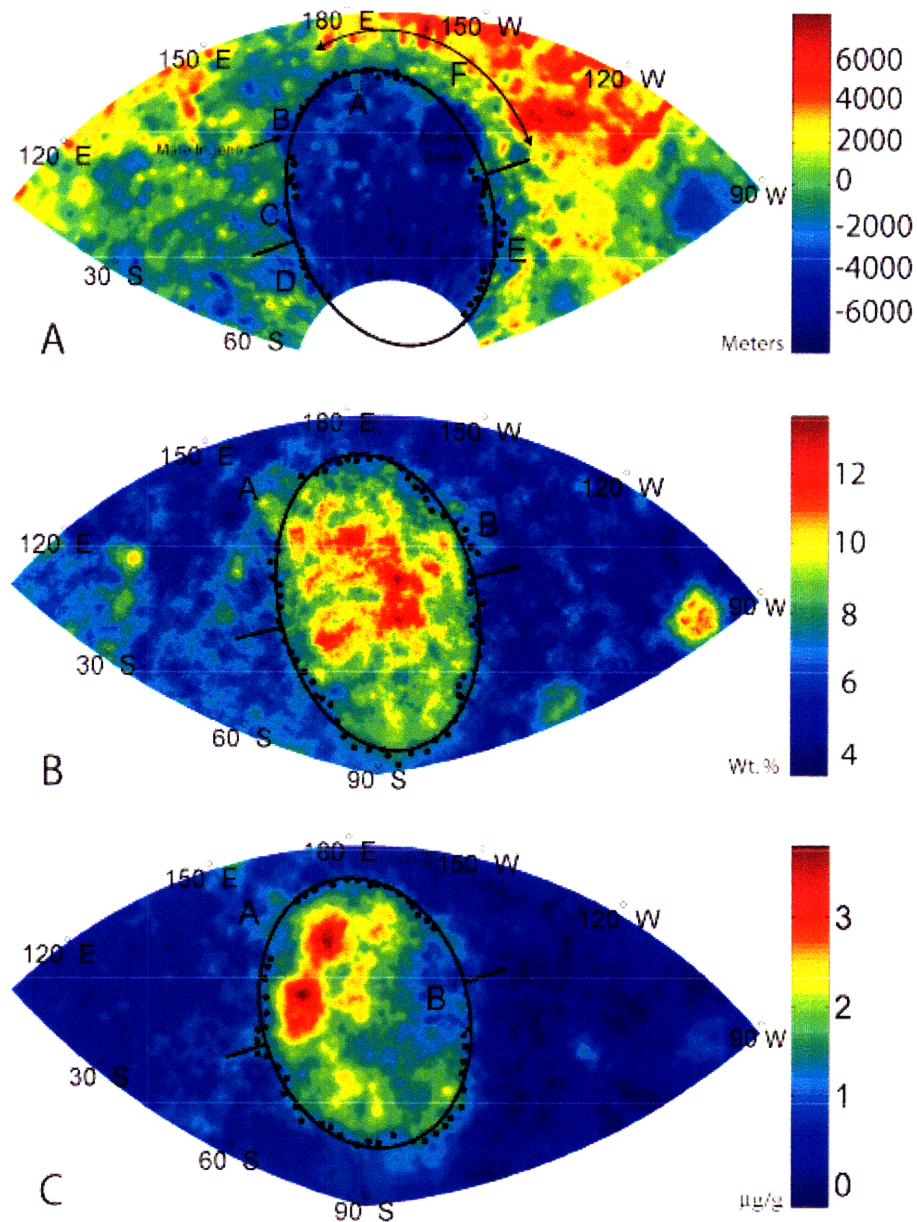 180° E
150° W
150° E
120° W
120° E
90° W
30° S
60° S
A
B
C
D
E
F
A
6000
4000
2000
0
-2000
-4000
-6000
Meters
180° E
150° W
150° E
120° W
120° E
90° W
30° S
60° S
90° S
A
B
B
12
10
8
6
4
Wt.%
180° E
150° W
150° E
120° W
120° E
90° W
30° S
60° S
90° S
A
B
C
3
2
1
0
µg/g